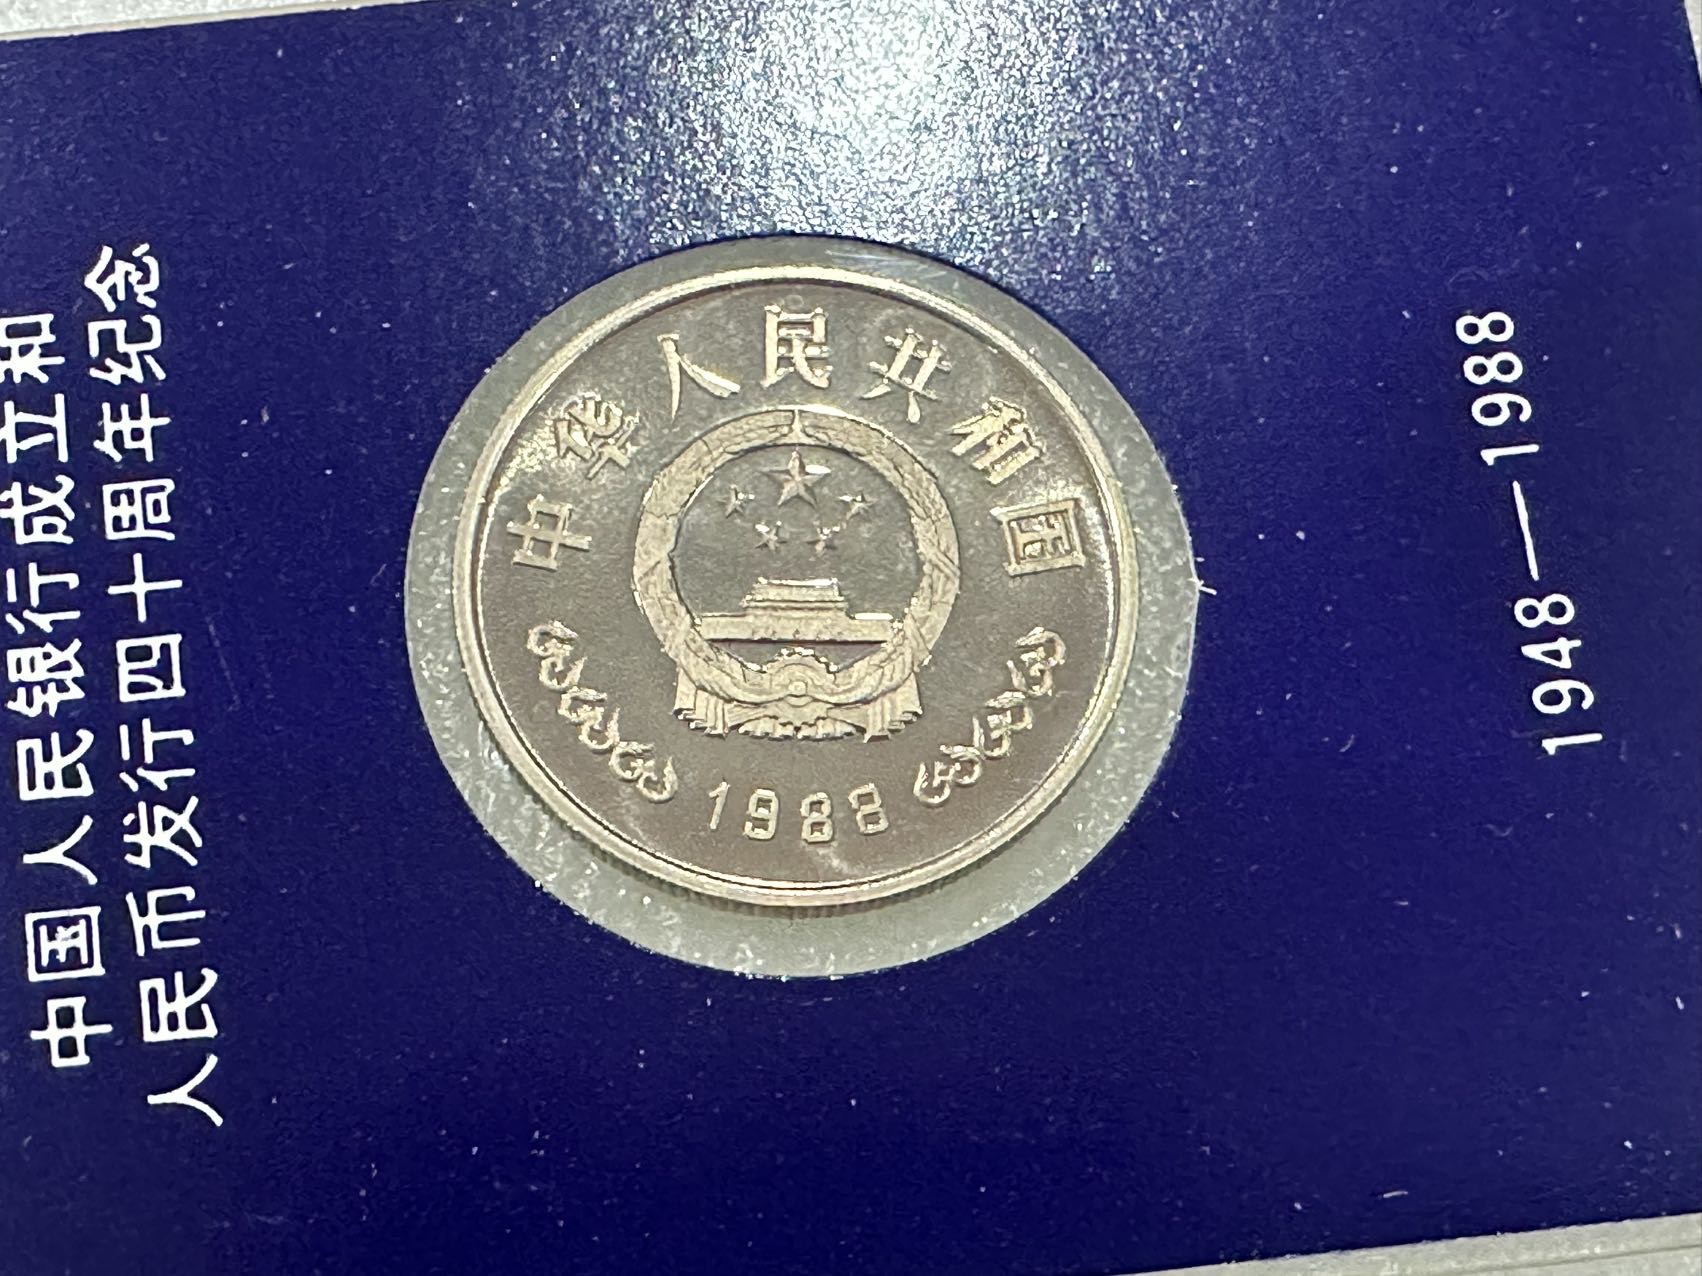 中国人民银行成立和
人民币发行四十周年纪念
中华人民共和国
1988
1948—1988